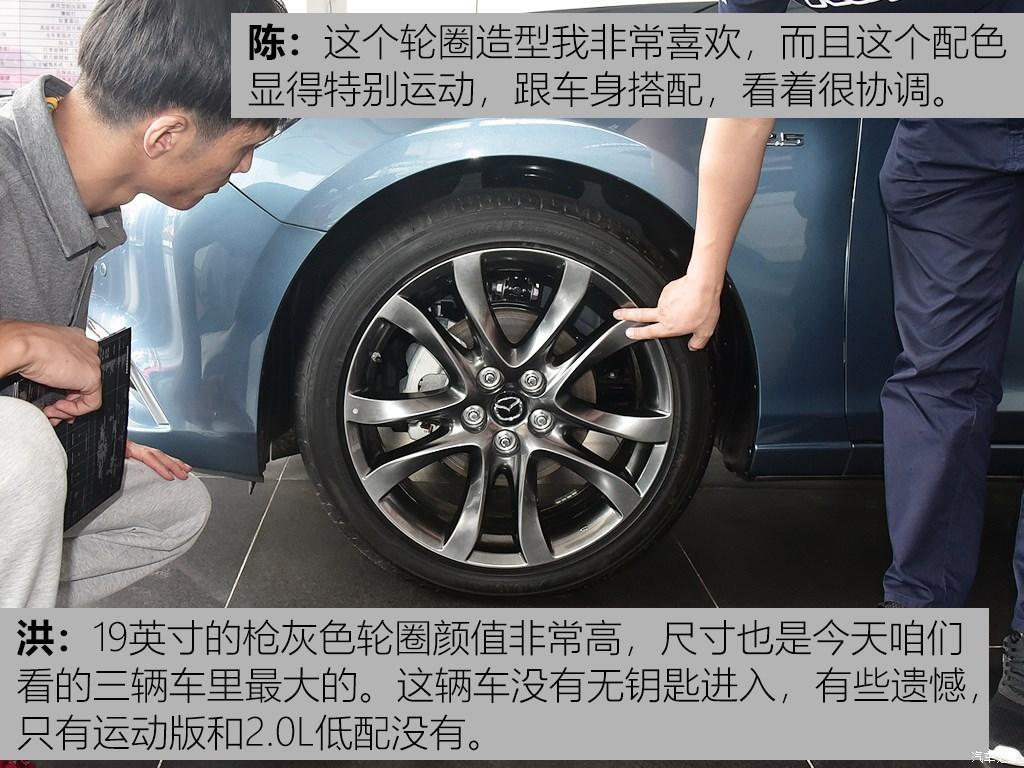 陈：这个轮圈造型我非常喜欢，而且这个配色
显得特别运动，跟车身搭配，看着很协调。
2.5
洪：19英寸的枪灰色轮圈颜值非常高，尺寸也是今天咱们
看的三辆车里最大的。这辆车没有无钥匙进入，有些遗憾，
只有运动版和2.0L低配没有。